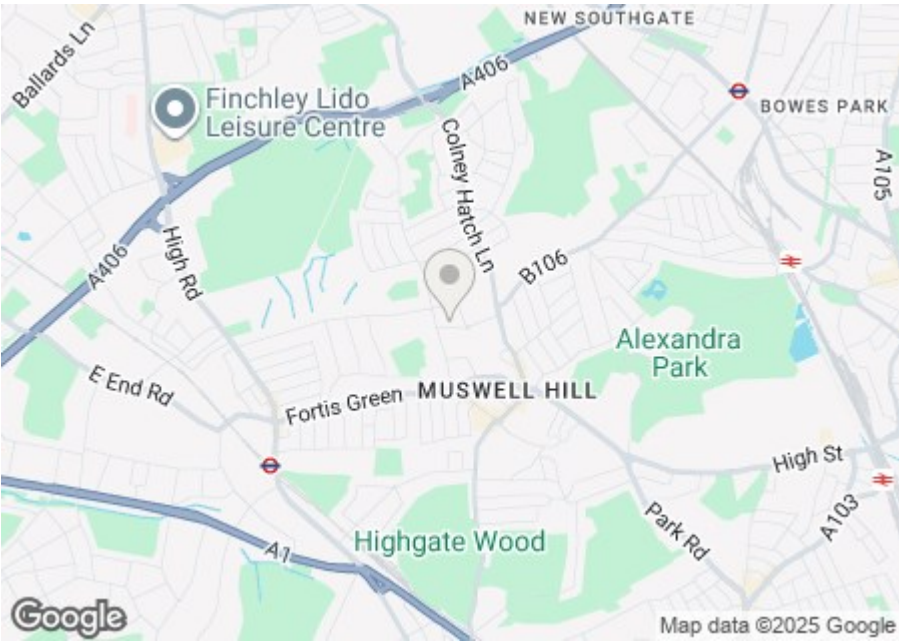 NEW SOUTHGATE
Ballards Ln
A406
Finchley Lido
Leisure Centre
BOWES PARK
Colney Hatch Ln
A105
High Rd
A406
B106
Alexandra
Park
E End Rd
Fortis Green
MUSWELL HILL
High St
Park Rd
A103
A1
Highgate Wood
Google
Map data ©2025 Google